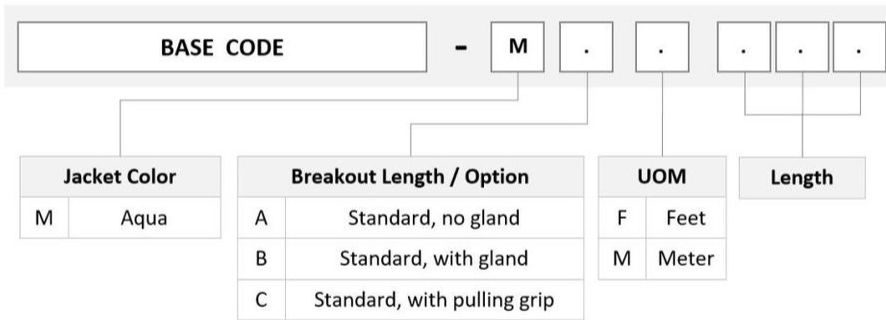 BASE CODE - M . . . . .
Jacket Color
M Aqua
Breakout Length / Option
A Standard, no gland
B Standard, with gland
C Standard, with pulling grip
UOM
F Feet
M Meter
Length